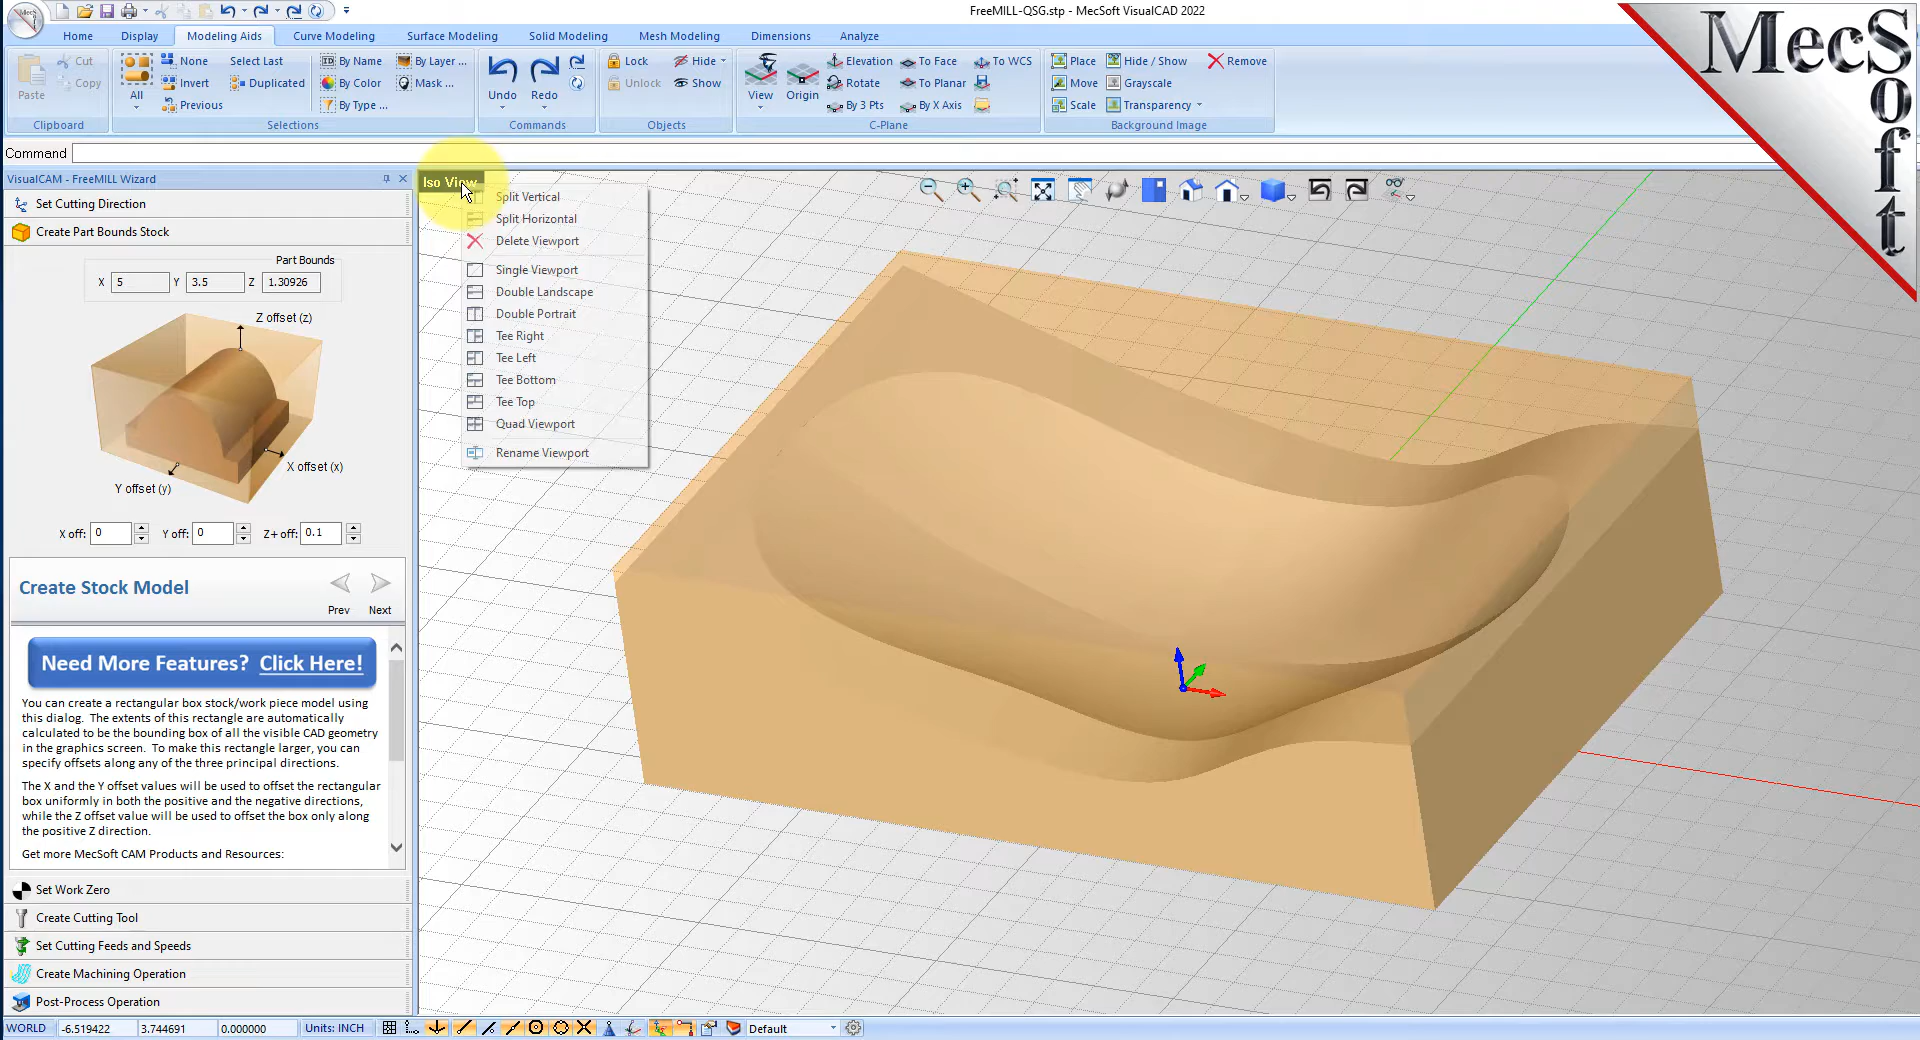 FreeMILL-QSG.stp - MecSoft VisualCAD 2022
MecS
Home Display Modeling Aids Curve Modeling Surface Modeling Solid Modeling Mesh Modeling Dimensions Analyze
Paste Cut Copy Clipboard
All None Invert Previous Select Last Duplicated By Name By Color By Type ... By Layer ... Mask ... Selections
Undo Redo Commands
Lock Unlock Hide Show Objects
View Origin Elevation Rotate By 3 Pts To Face To Planar By X Axis To WCS C-Plane
Place Move Scale Hide / Show Grayscale Transparency Remove Background Image
MecSoft
Command
VisualCAM - FreeMILL Wizard
Set Cutting Direction
Create Part Bounds Stock
Part Bounds
X 5 Y 3.5 Z 1.30926
Z offset (z)
X offset (x)
Y offset (y)
X off: 0 Y off: 0 Z+ off: 0.1
Create Stock Model
Prev Next
Need More Features? Click Here!
You can create a rectangular box stock/work piece model using
this dialog. The extents of this rectangle are automatically
calculated to be the bounding box of all the visible CAD geometry
in the graphics screen. To make this rectangle larger, you can
specify offsets along any of the three principal directions.
The X and the Y offset values will be used to offset the rectangular
box uniformly in both the positive and the negative directions,
while the Z offset value will be used to offset the box only along
the positive Z direction.
Get more MecSoft CAM Products and Resources:
Set Work Zero
Create Cutting Tool
Set Cutting Feeds and Speeds
Create Machining Operation
Post-Process Operation
Iso View
Split Vertical
Split Horizontal
Delete Viewport
Single Viewport
Double Landscape
Double Portrait
Tee Right
Tee Left
Tee Bottom
Tee Top
Quad Viewport
Rename Viewport
WORLD -6.519422 3.744691 0.000000 Units: INCH Default